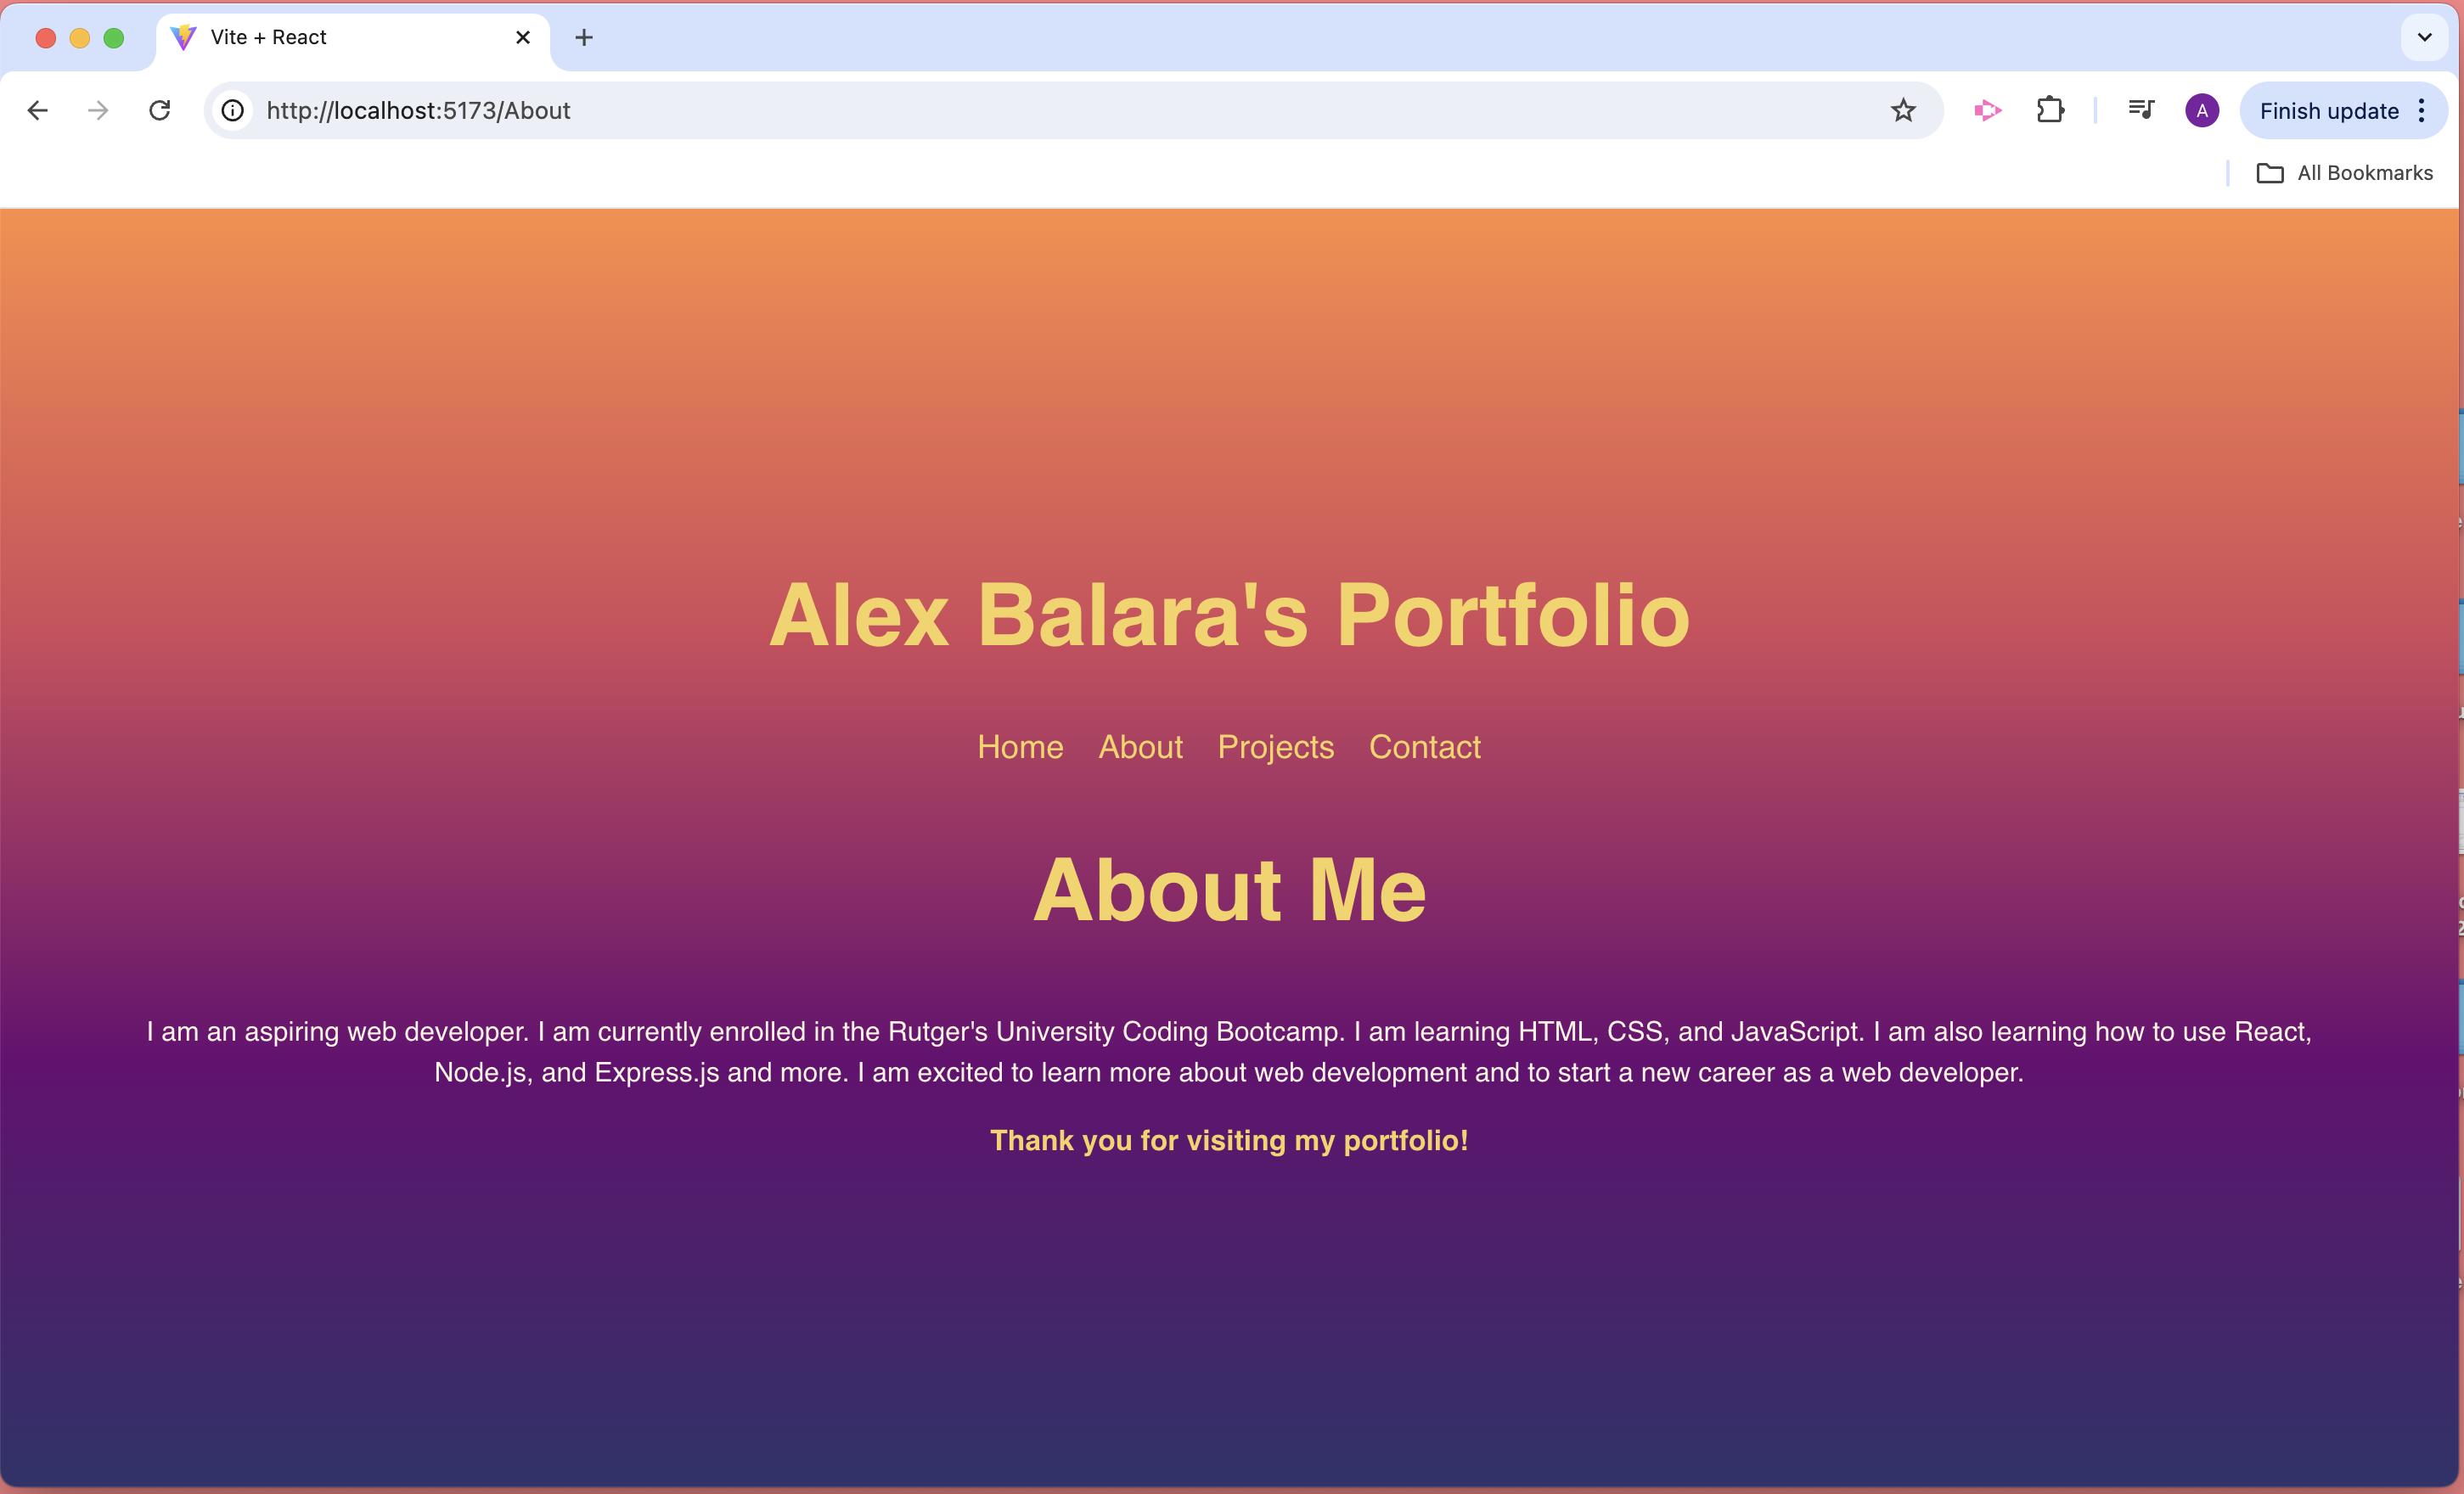 Vite + React
http://localhost:5173/About
A
Finish update
All Bookmarks
Alex Balara's Portfolio
Home About Projects Contact
About Me
I am an aspiring web developer. I am currently enrolled in the Rutger's University Coding Bootcamp. I am learning HTML, CSS, and JavaScript. I am also learning how to use React,
Node.js, and Express.js and more. I am excited to learn more about web development and to start a new career as a web developer.
Thank you for visiting my portfolio!